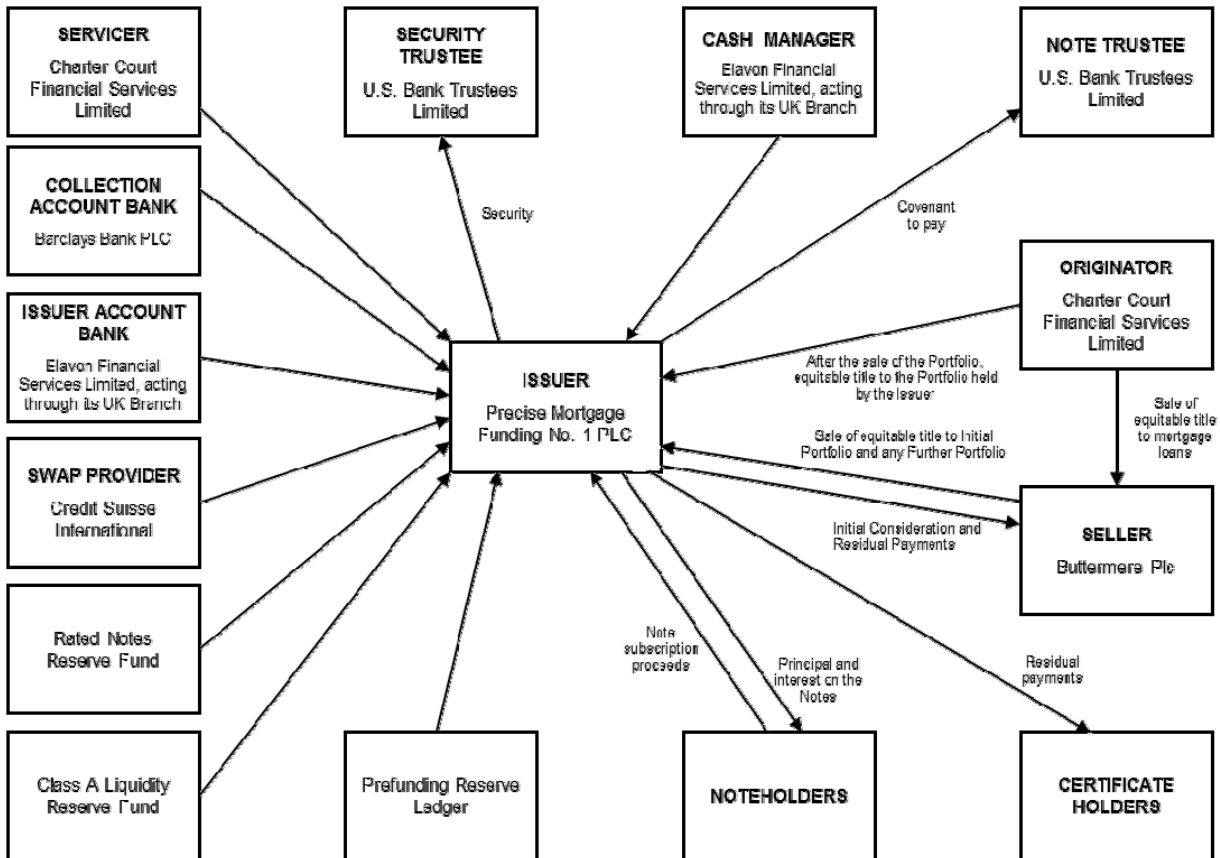 SERVICER
Charter Court
Financial Services
Limited
SECURITY
TRUSTEE
U.S. Bank Trustees
Limited
CASH MANAGER
Elavon Financial
Services Limited, acting
through its UK Branch
NOTE TRUSTEE
U.S. Bank Trustees
Limited
COLLECTION
ACCOUNT BANK
Barclays Bank PLC
Security
Covenant
to pay
ORIGINATOR
Charter Court
Financial Services
Limited
ISSUER ACCOUNT
BANK
Elavon Financial
Services Limited, acting
through its UK Branch
ISSUER
Precise Mortgage
Funding No. 1 PLC
After the sale of the Portfolio,
equitable title to the Portfolio held
by the Issuer
Sale of
equitable title
to mortgage
loans
Sale of equitable title to Initial
Portfolio and any Further Portfolio
SWAP PROVIDER
Credit Suisse
International
Initial Consideration and
Residual Payments
SELLER
Buttermere Plc
Rated Notes
Reserve Fund
Note
subscription
proceeds
Principal and
interest on the
Notes
Residual
payments
Class A Liquidity
Reserve Fund
Prefunding Reserve
Ledger
NOTEHOLDERS
CERTIFICATE
HOLDERS